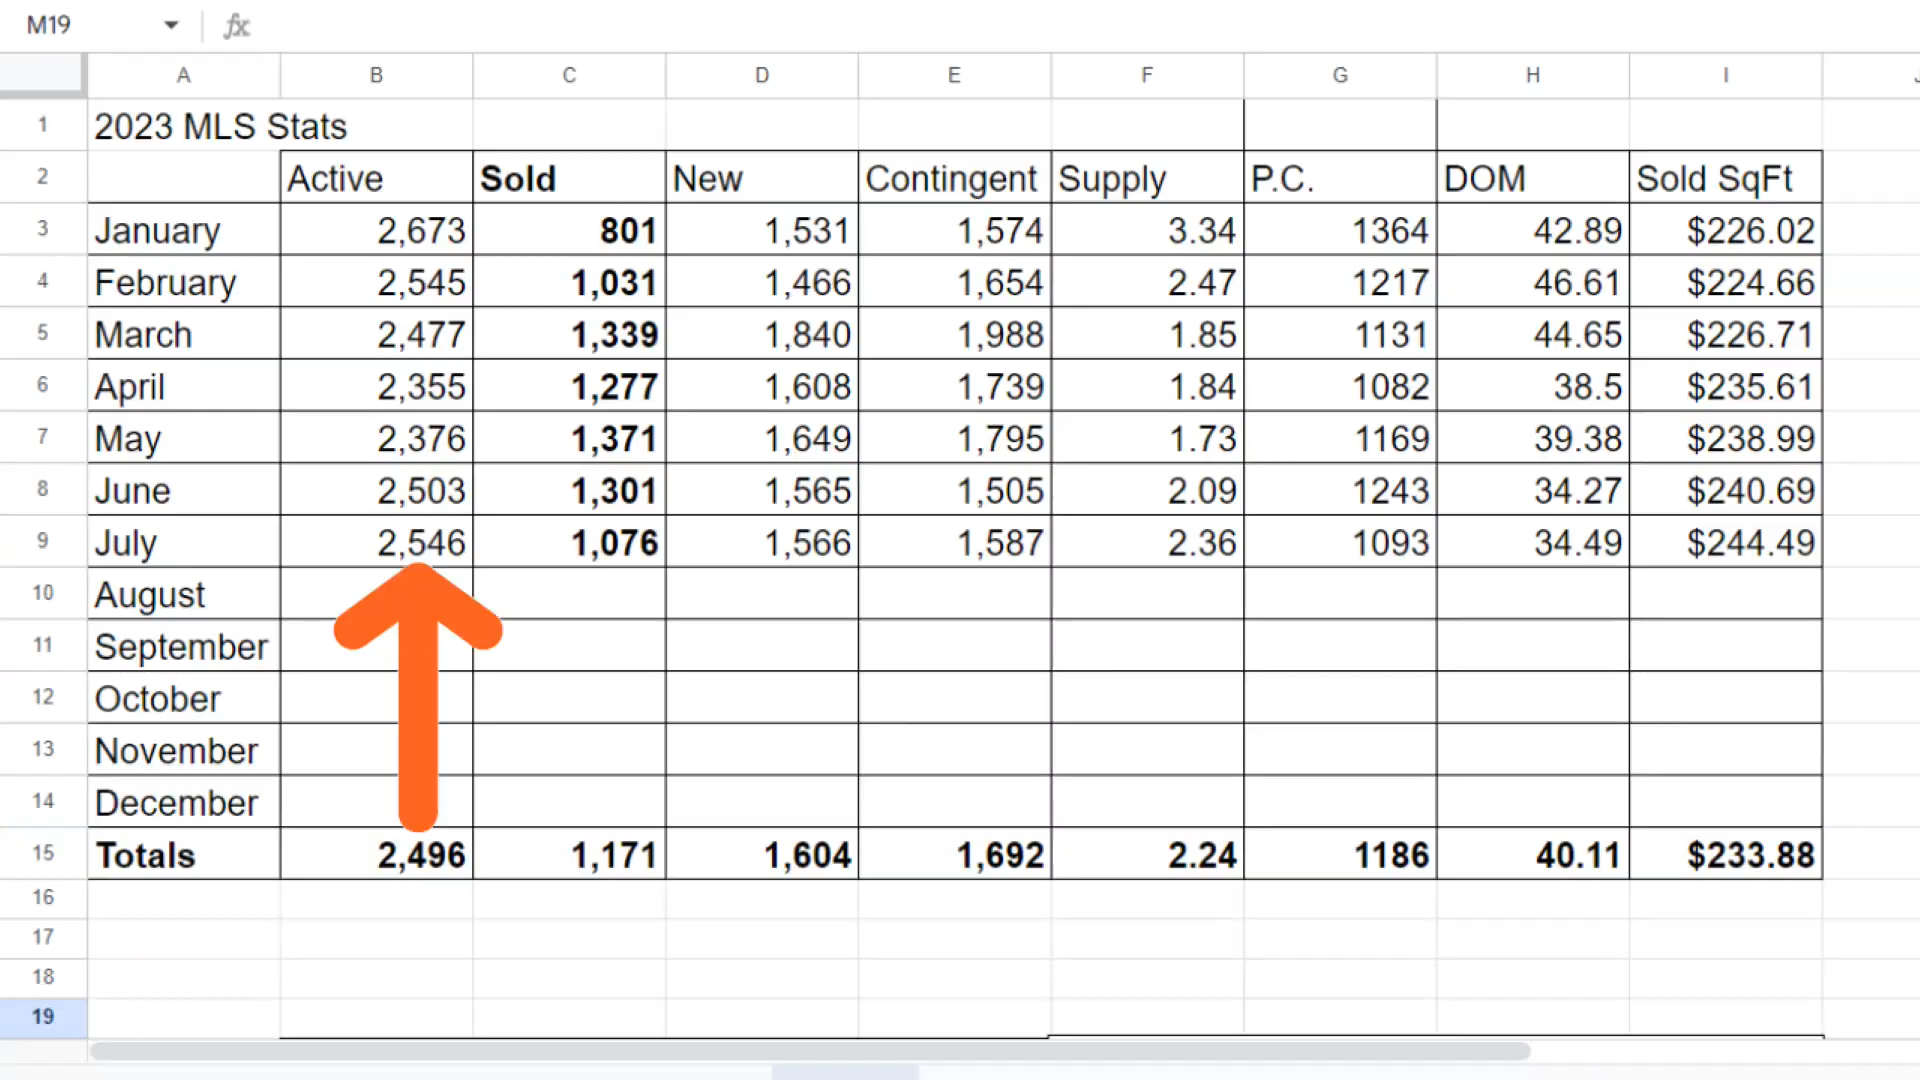 M19 fx
A B C D E F G H I
1 2023 MLS Stats
2 Active Sold New Contingent Supply P.C. DOM Sold SqFt
3 January 2,673 801 1,531 1,574 3.34 1364 42.89 $226.02
4 February 2,545 1,031 1,466 1,654 2.47 1217 46.61 $224.66
5 March 2,477 1,339 1,840 1,988 1.85 1131 44.65 $226.71
6 April 2,355 1,277 1,608 1,739 1.84 1082 38.5 $235.61
7 May 2,376 1,371 1,649 1,795 1.73 1169 39.38 $238.99
8 June 2,503 1,301 1,565 1,505 2.09 1243 34.27 $240.69
9 July 2,546 1,076 1,566 1,587 2.36 1093 34.49 $244.49
10 August
11 September
12 October
13 November
14 December
15 Totals 2,496 1,171 1,604 1,692 2.24 1186 40.11 $233.88
16
17
18
19